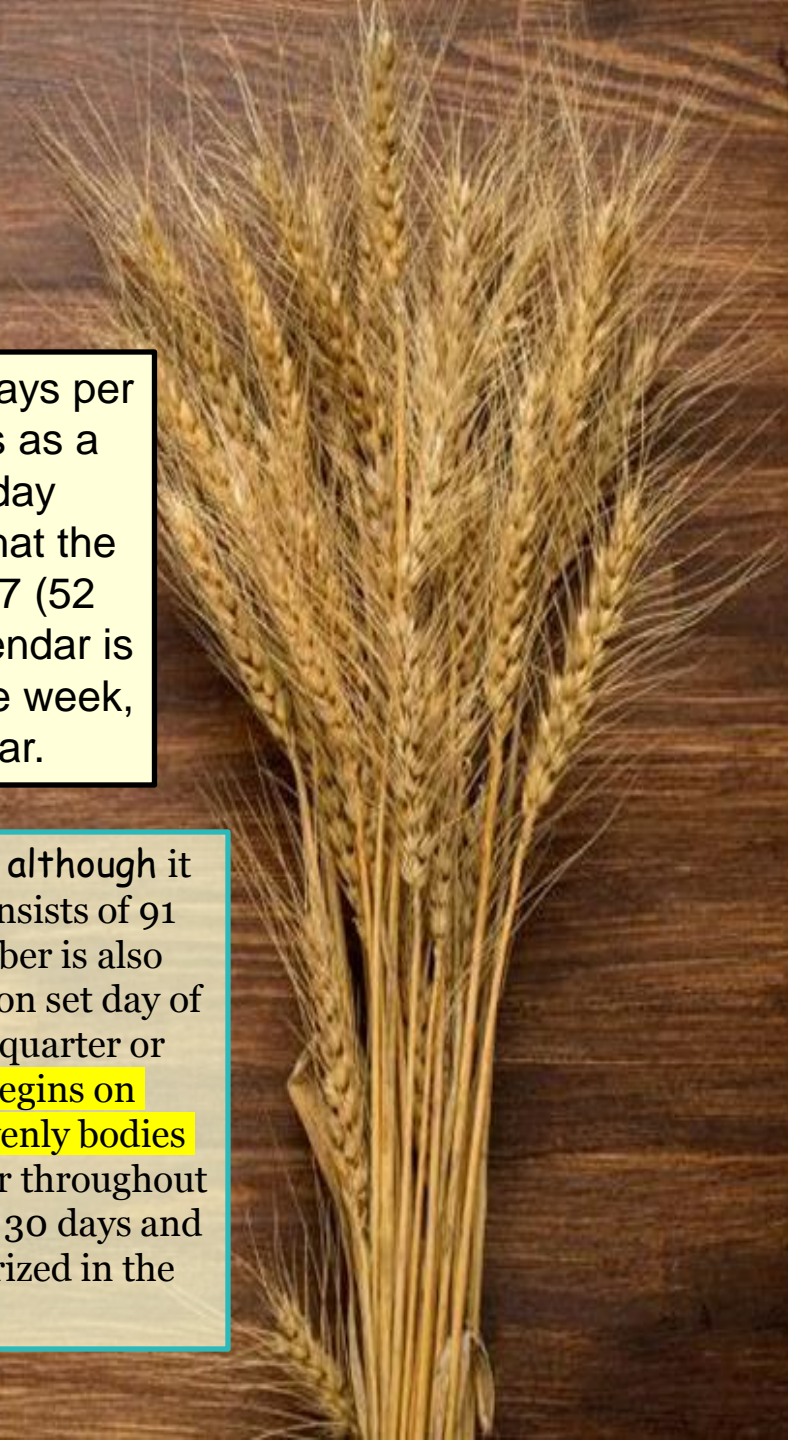 ays per
s as a
day
hat the
7 (52
endar is
e week,
ar.
although it
nsists of 91
ber is also
on set day of
quarter or
egins on
enly bodies
r throughout
30 days and
rized in the